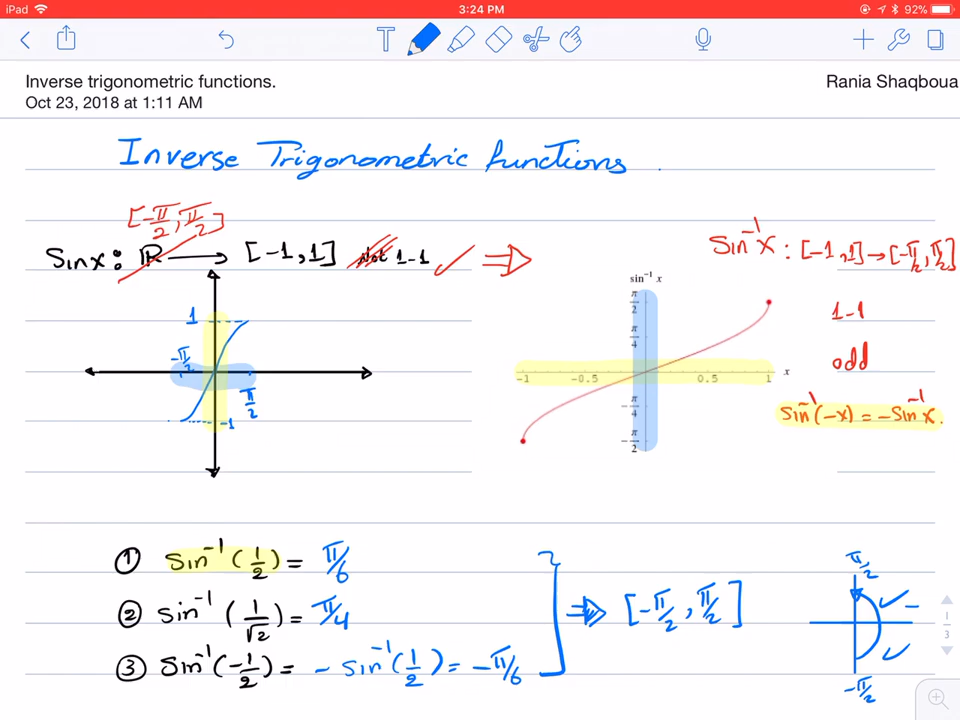 iPad 3:24 PM 92%
T
Inverse trigonometric functions. Rania Shaqboua
Oct 23, 2018 at 1:11 AM
Inverse Trigonometric functions .
[-π/2, π/2]
Sinx : ℝ → [-1,1] Not 1-1 ✓ ⇒
Sin⁻¹x : [-1,1] → [-π/2, π/2]
1-1
odd
Sin⁻¹(-x) = -Sin⁻¹x.
1
-π/2
π/2
-1
sin⁻¹ x
π/2
π/4
-1 -0.5 0.5 1 x
-π/4
-π/2
① Sin⁻¹(1/2) = π/6
② Sin⁻¹(1/√2) = π/4
③ Sin⁻¹(-1/2) = - Sin⁻¹(1/2) = -π/6
⇒ [-π/2, π/2]
π/2
-π/2
1
3